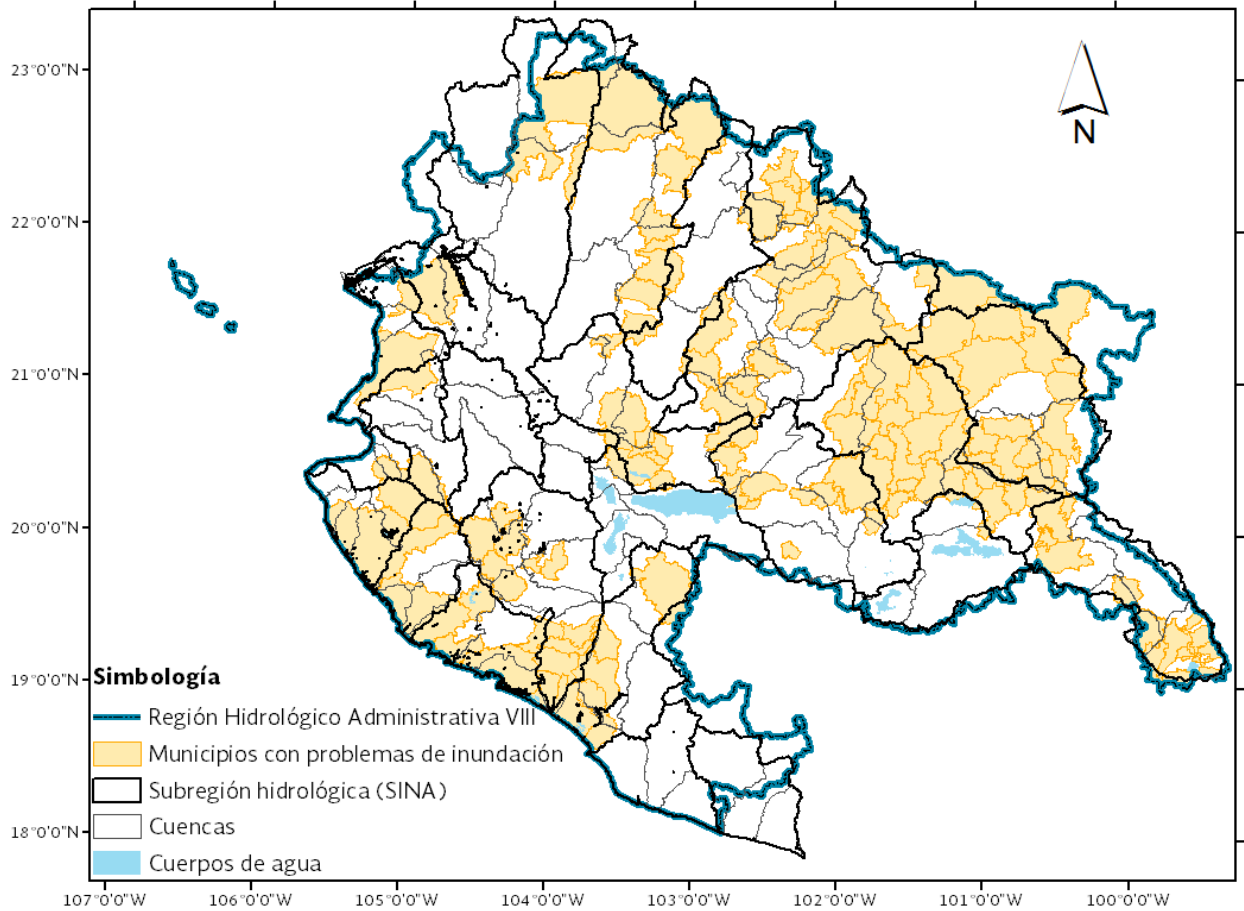 23°0'0"N
22°0'0"N
21°0'0"N
20°0'0"N
19°0'0"N
18°0'0"N
N
Simbología
Región Hidrológico Administrativa VIII
Municipios con problemas de inundación
Subregión hidrológica (SINA)
Cuencas
Cuerpos de agua
107°0'0"W 106°0'0"W 105°0'0"W 104°0'0"W 103°0'0"W 102°0'0"W 101°0'0"W 100°0'0"W